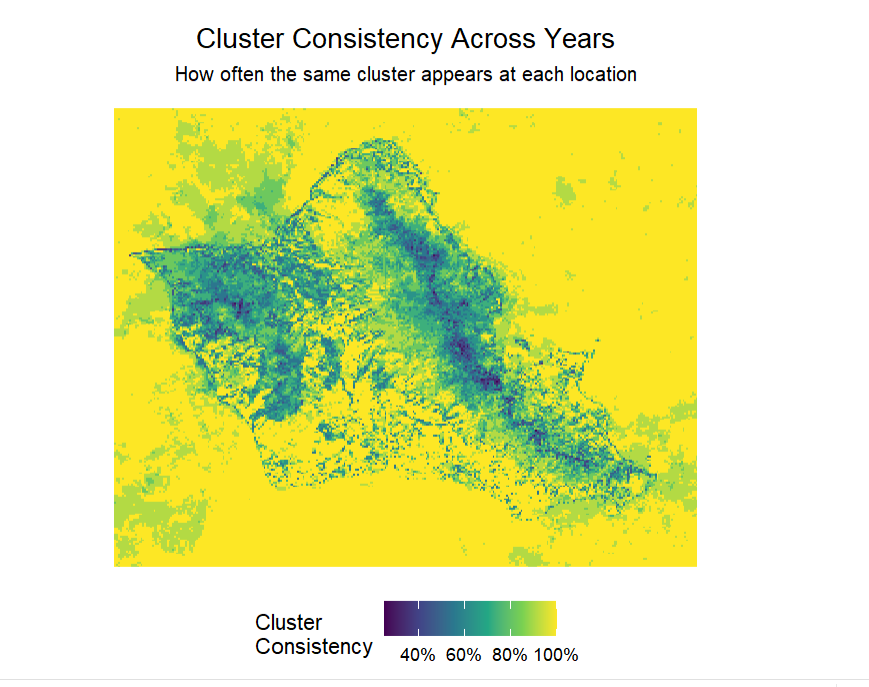 Cluster Consistency Across Years
How often the same cluster appears at each location
Cluster
Consistency
40% 60% 80% 100%